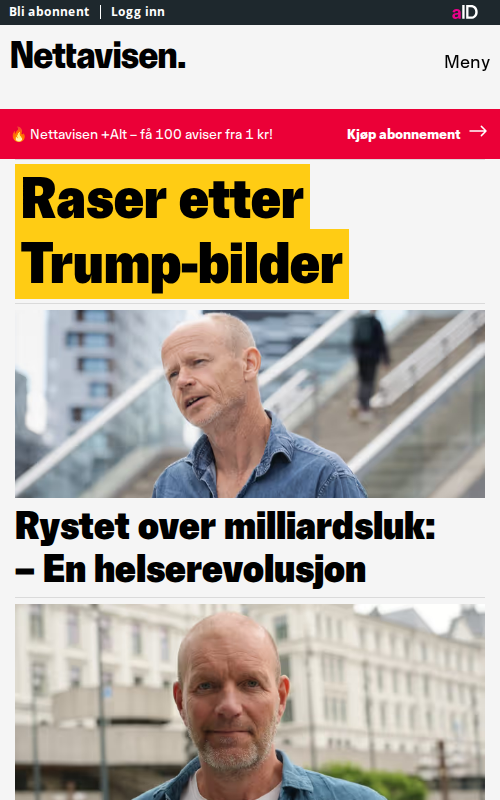 Bli abonnent
Logg inn
aID
Nettavisen.
Meny
🔥 Nettavisen +Alt – få 100 aviser fra 1 kr!
Kjøp abonnement →
Raser etter
Trump-bilder
Rystet over milliardsluk:
– En helserevolusjon